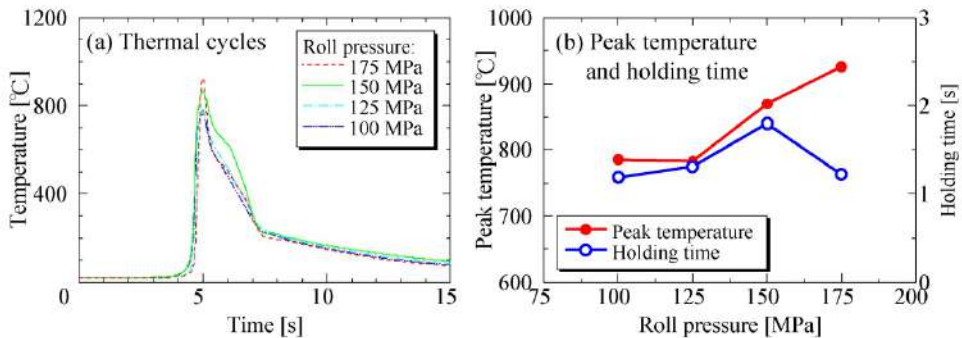 (a) Thermal cycles
Roll pressure:
175 MPa
150 MPa
125 MPa
100 MPa
Temperature [℃]
1200
800
400
0
5
10
15
Time [s]
(b) Peak temperature
and holding time
Peak temperature [℃]
1000
900
800
700
600
Peak temperature
Holding time
75
100
125
150
175
200
Roll pressure [MPa]
3
2
1
0
Holding time [s]